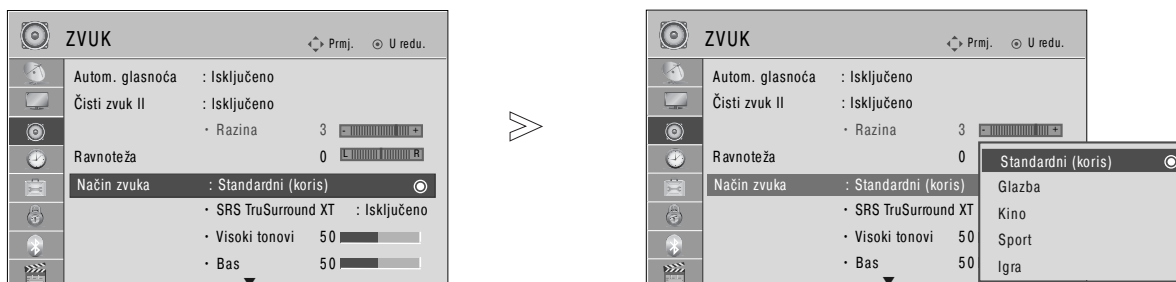 ZVUK Prmj. U redu.
Autom. glasnoća : Isključeno
Čisti zvuk II : Isključeno
• Razina 3 - +
Ravnoteža 0 L R
Način zvuka : Standardni (koris)
• SRS TruSurround XT : Isključeno
• Visoki tonovi 50
• Bas 50
ZVUK Prmj. U redu.
Autom. glasnoća : Isključeno
Čisti zvuk II : Isključeno
• Razina 3 - +
Ravnoteža 0
Način zvuka : Standardni (koris)
• SRS TruSurround XT
• Visoki tonovi 50
• Bas 50
Standardni (koris)
Glazba
Kino
Sport
Igra